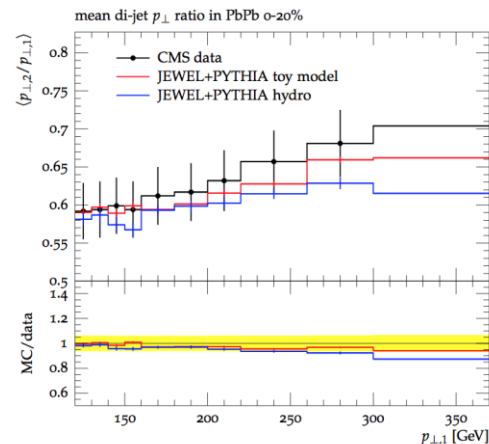 mean di-jet p⊥ ratio in PbPb 0-20%
⟨p⊥,2/p⊥,1⟩
CMS data
JEWEL+PYTHIA toy model
JEWEL+PYTHIA hydro
0.8
0.75
0.7
0.65
0.6
0.55
0.5
MC/data
1.4
1.2
1
0.8
0.6
150 200 250 300 350
p⊥,1 [GeV]